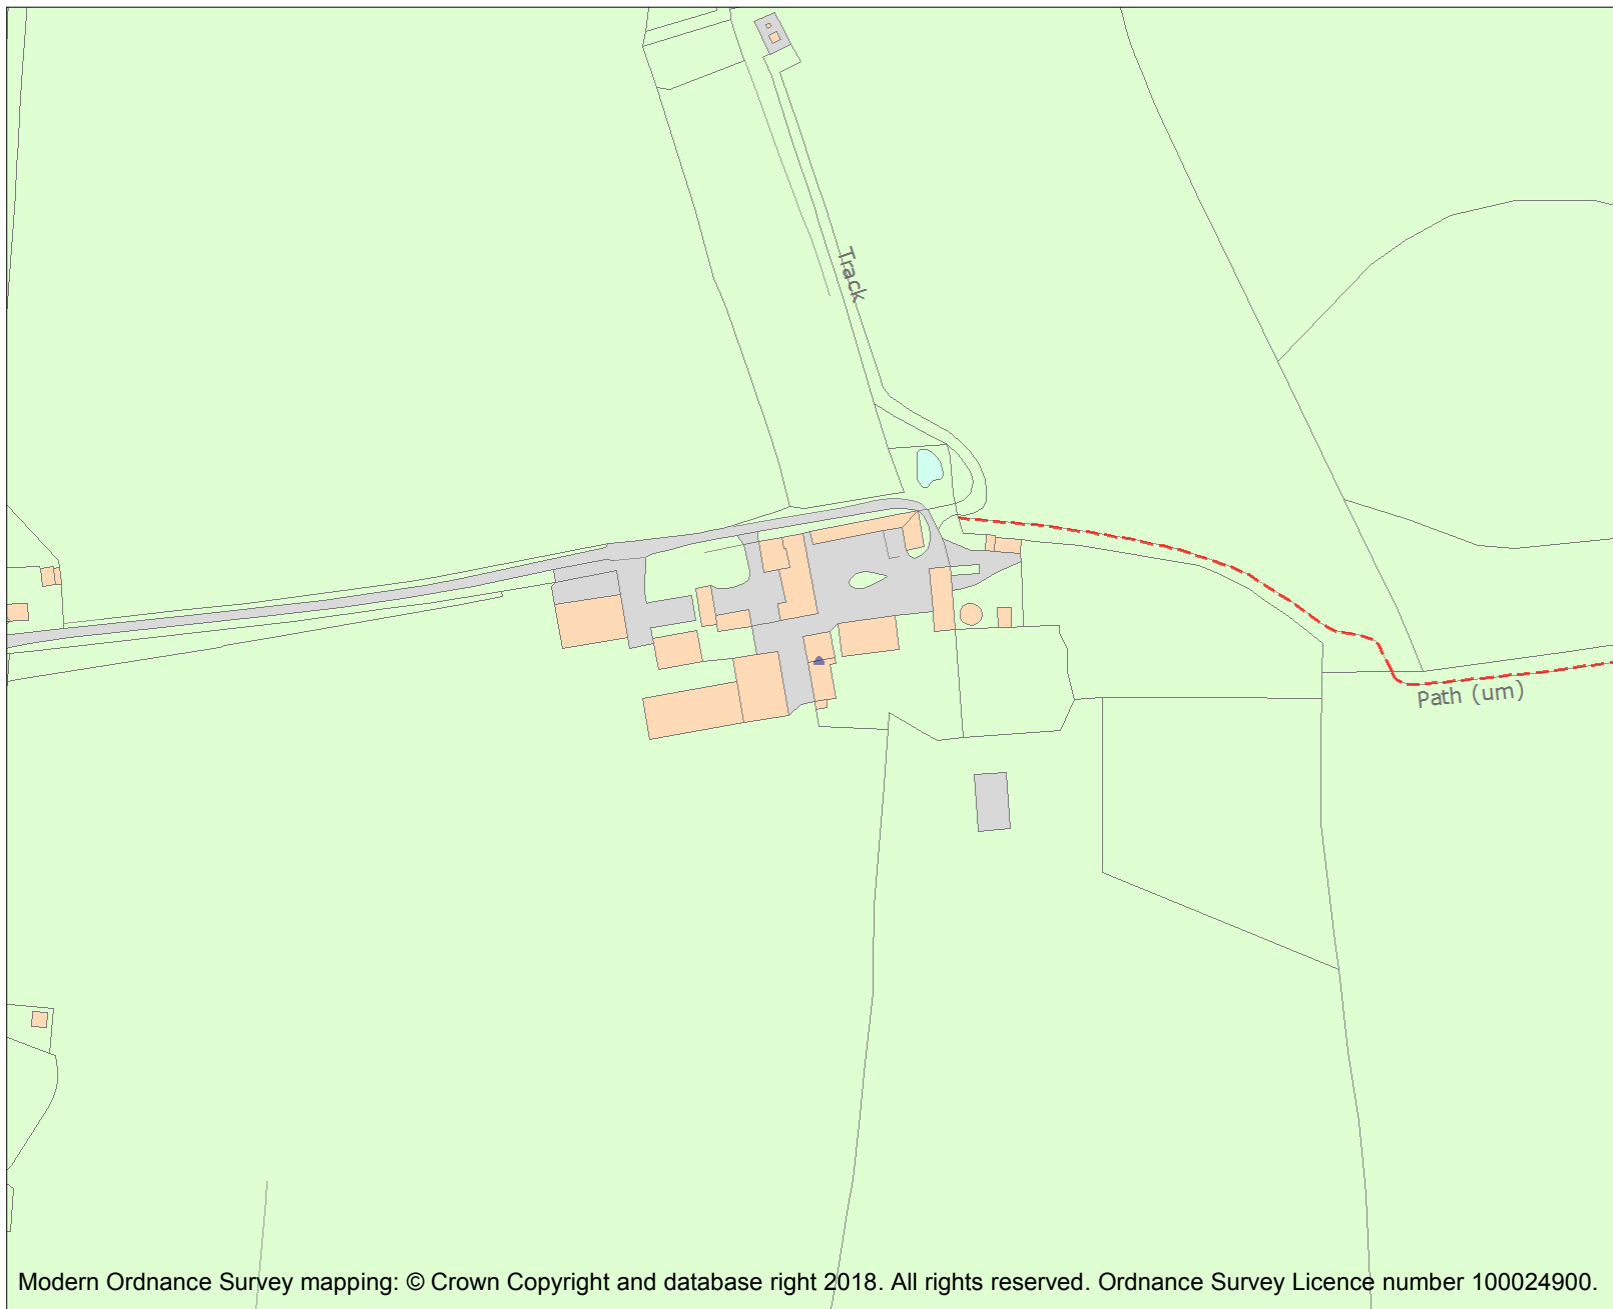 Track
Path (um)
Modern Ordnance Survey mapping: © Crown Copyright and database right 2018. All rights reserved. Ordnance Survey Licence number 100024900.